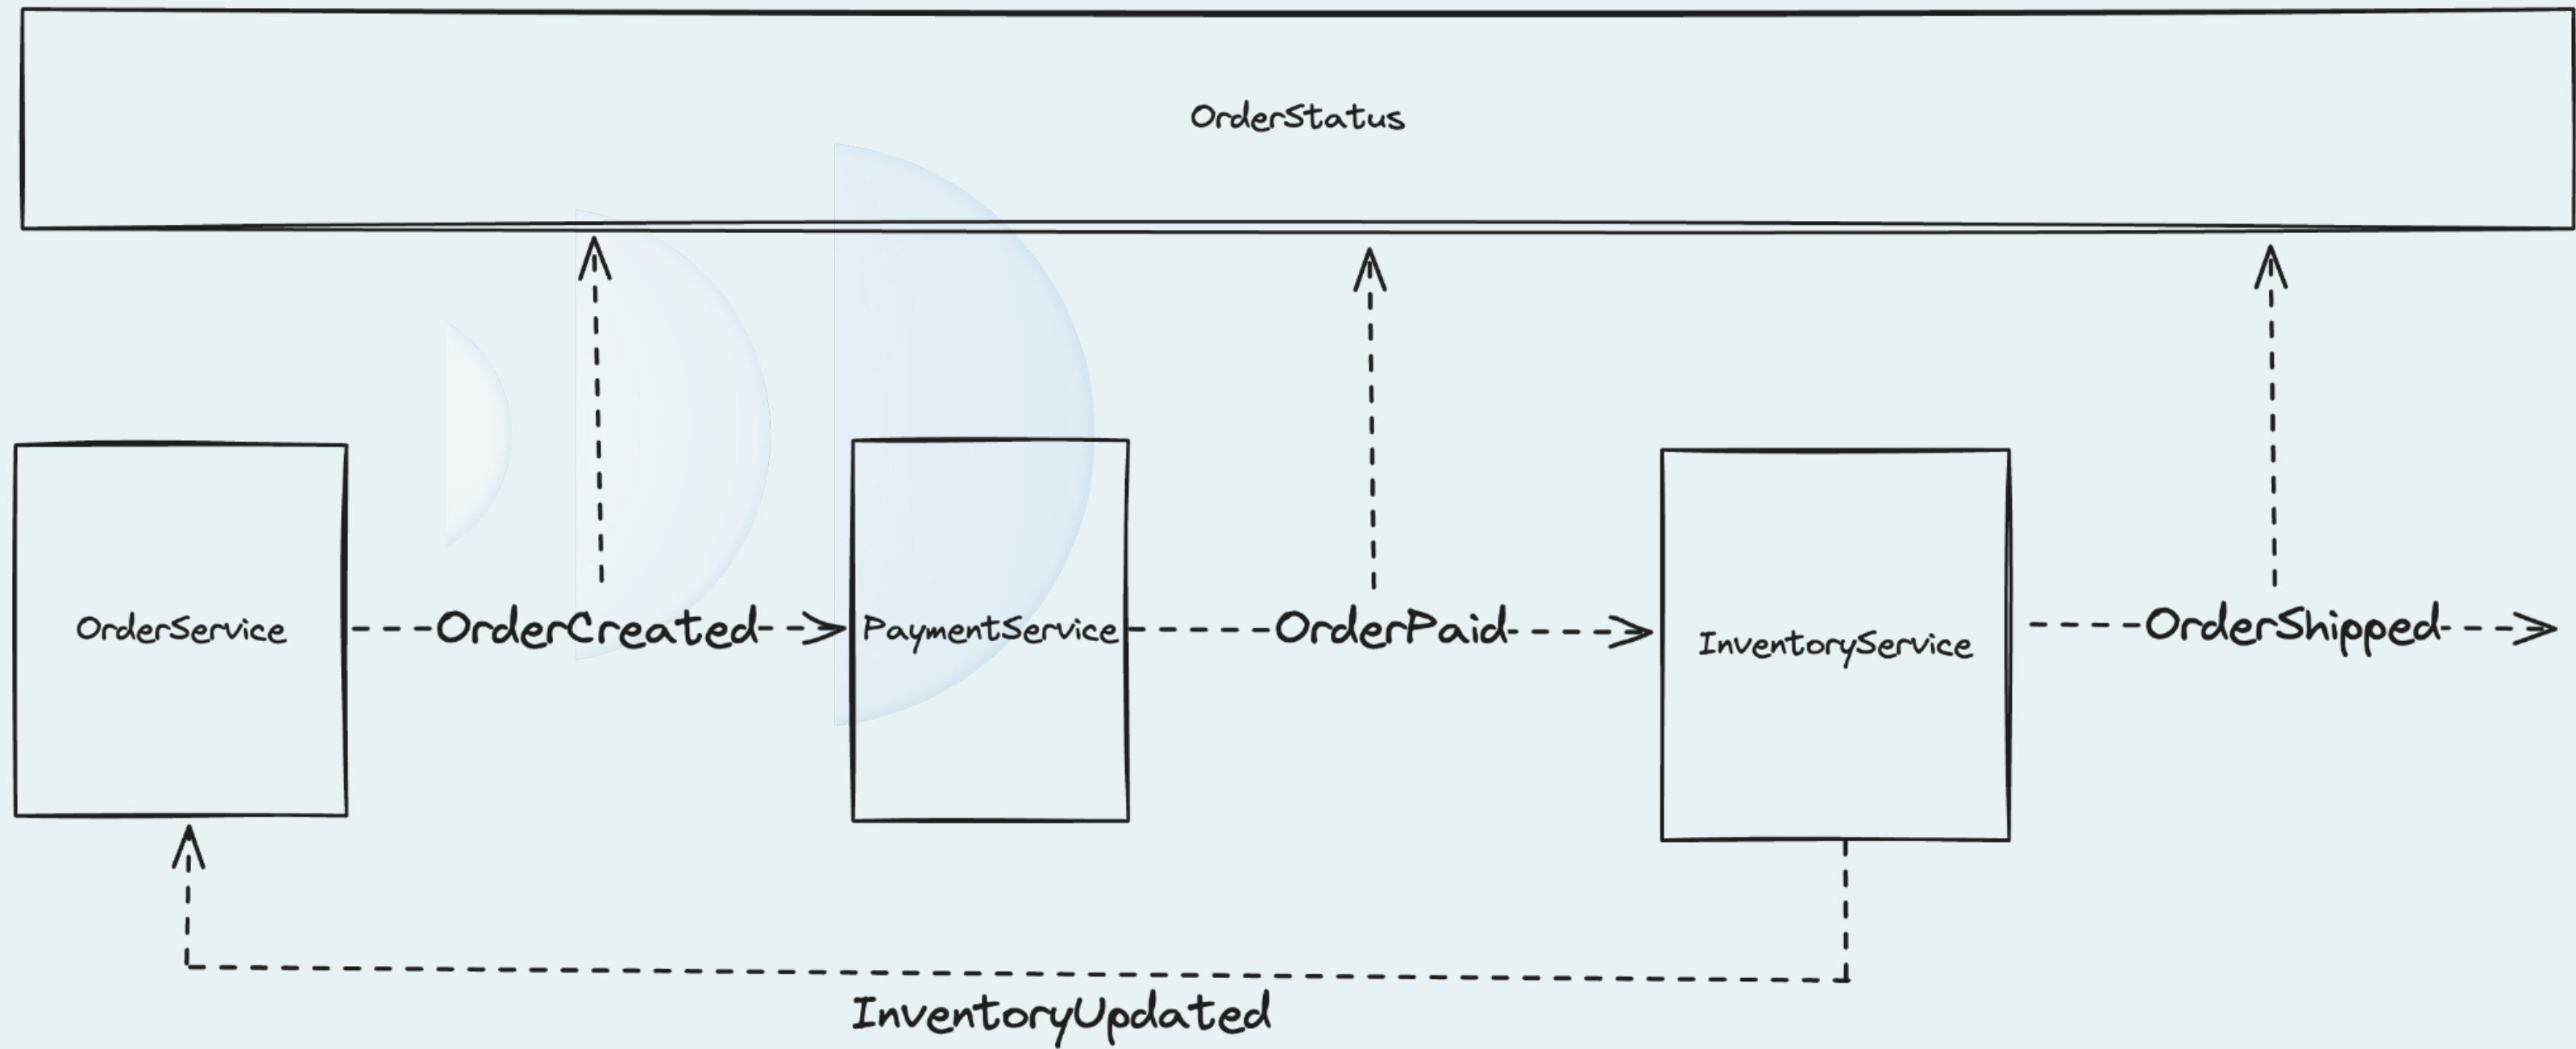 OrderStatus
OrderService
OrderCreated
PaymentService
OrderPaid
InventoryService
OrderShipped
InventoryUpdated